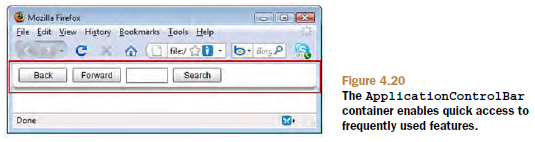 Mozilla Firefox
File Edit View History Bookmarks Tools Help
file:/ Bing
Back Forward Search
Done
Figure 4.20
The ApplicationControlBar
container enables quick access to
frequently used features.